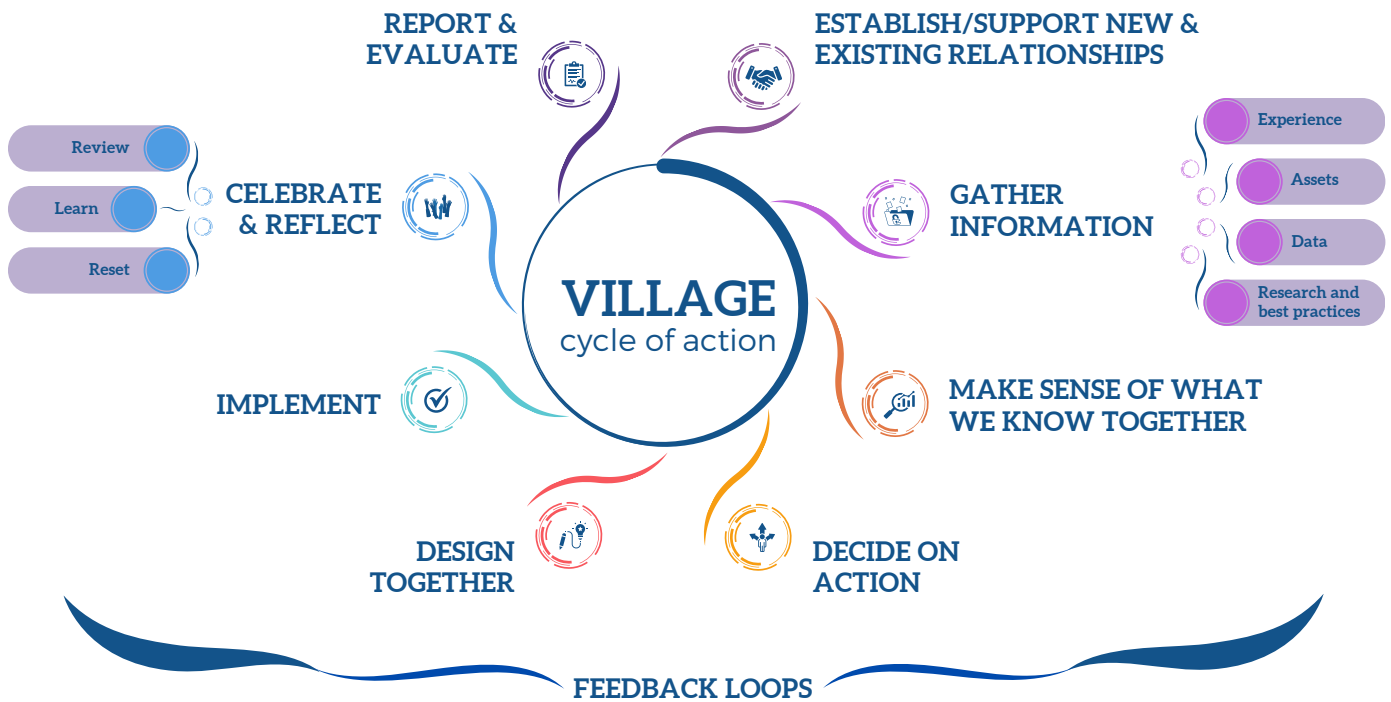 REPORT &
EVALUATE
ESTABLISH/SUPPORT NEW &
EXISTING RELATIONSHIPS
Review
Learn
Reset
CELEBRATE
& REFLECT
GATHER
INFORMATION
Experience
Assets
Data
Research and
best practices
VILLAGE
cycle of action
IMPLEMENT
MAKE SENSE OF WHAT
WE KNOW TOGETHER
DESIGN
TOGETHER
DECIDE ON
ACTION
FEEDBACK LOOPS